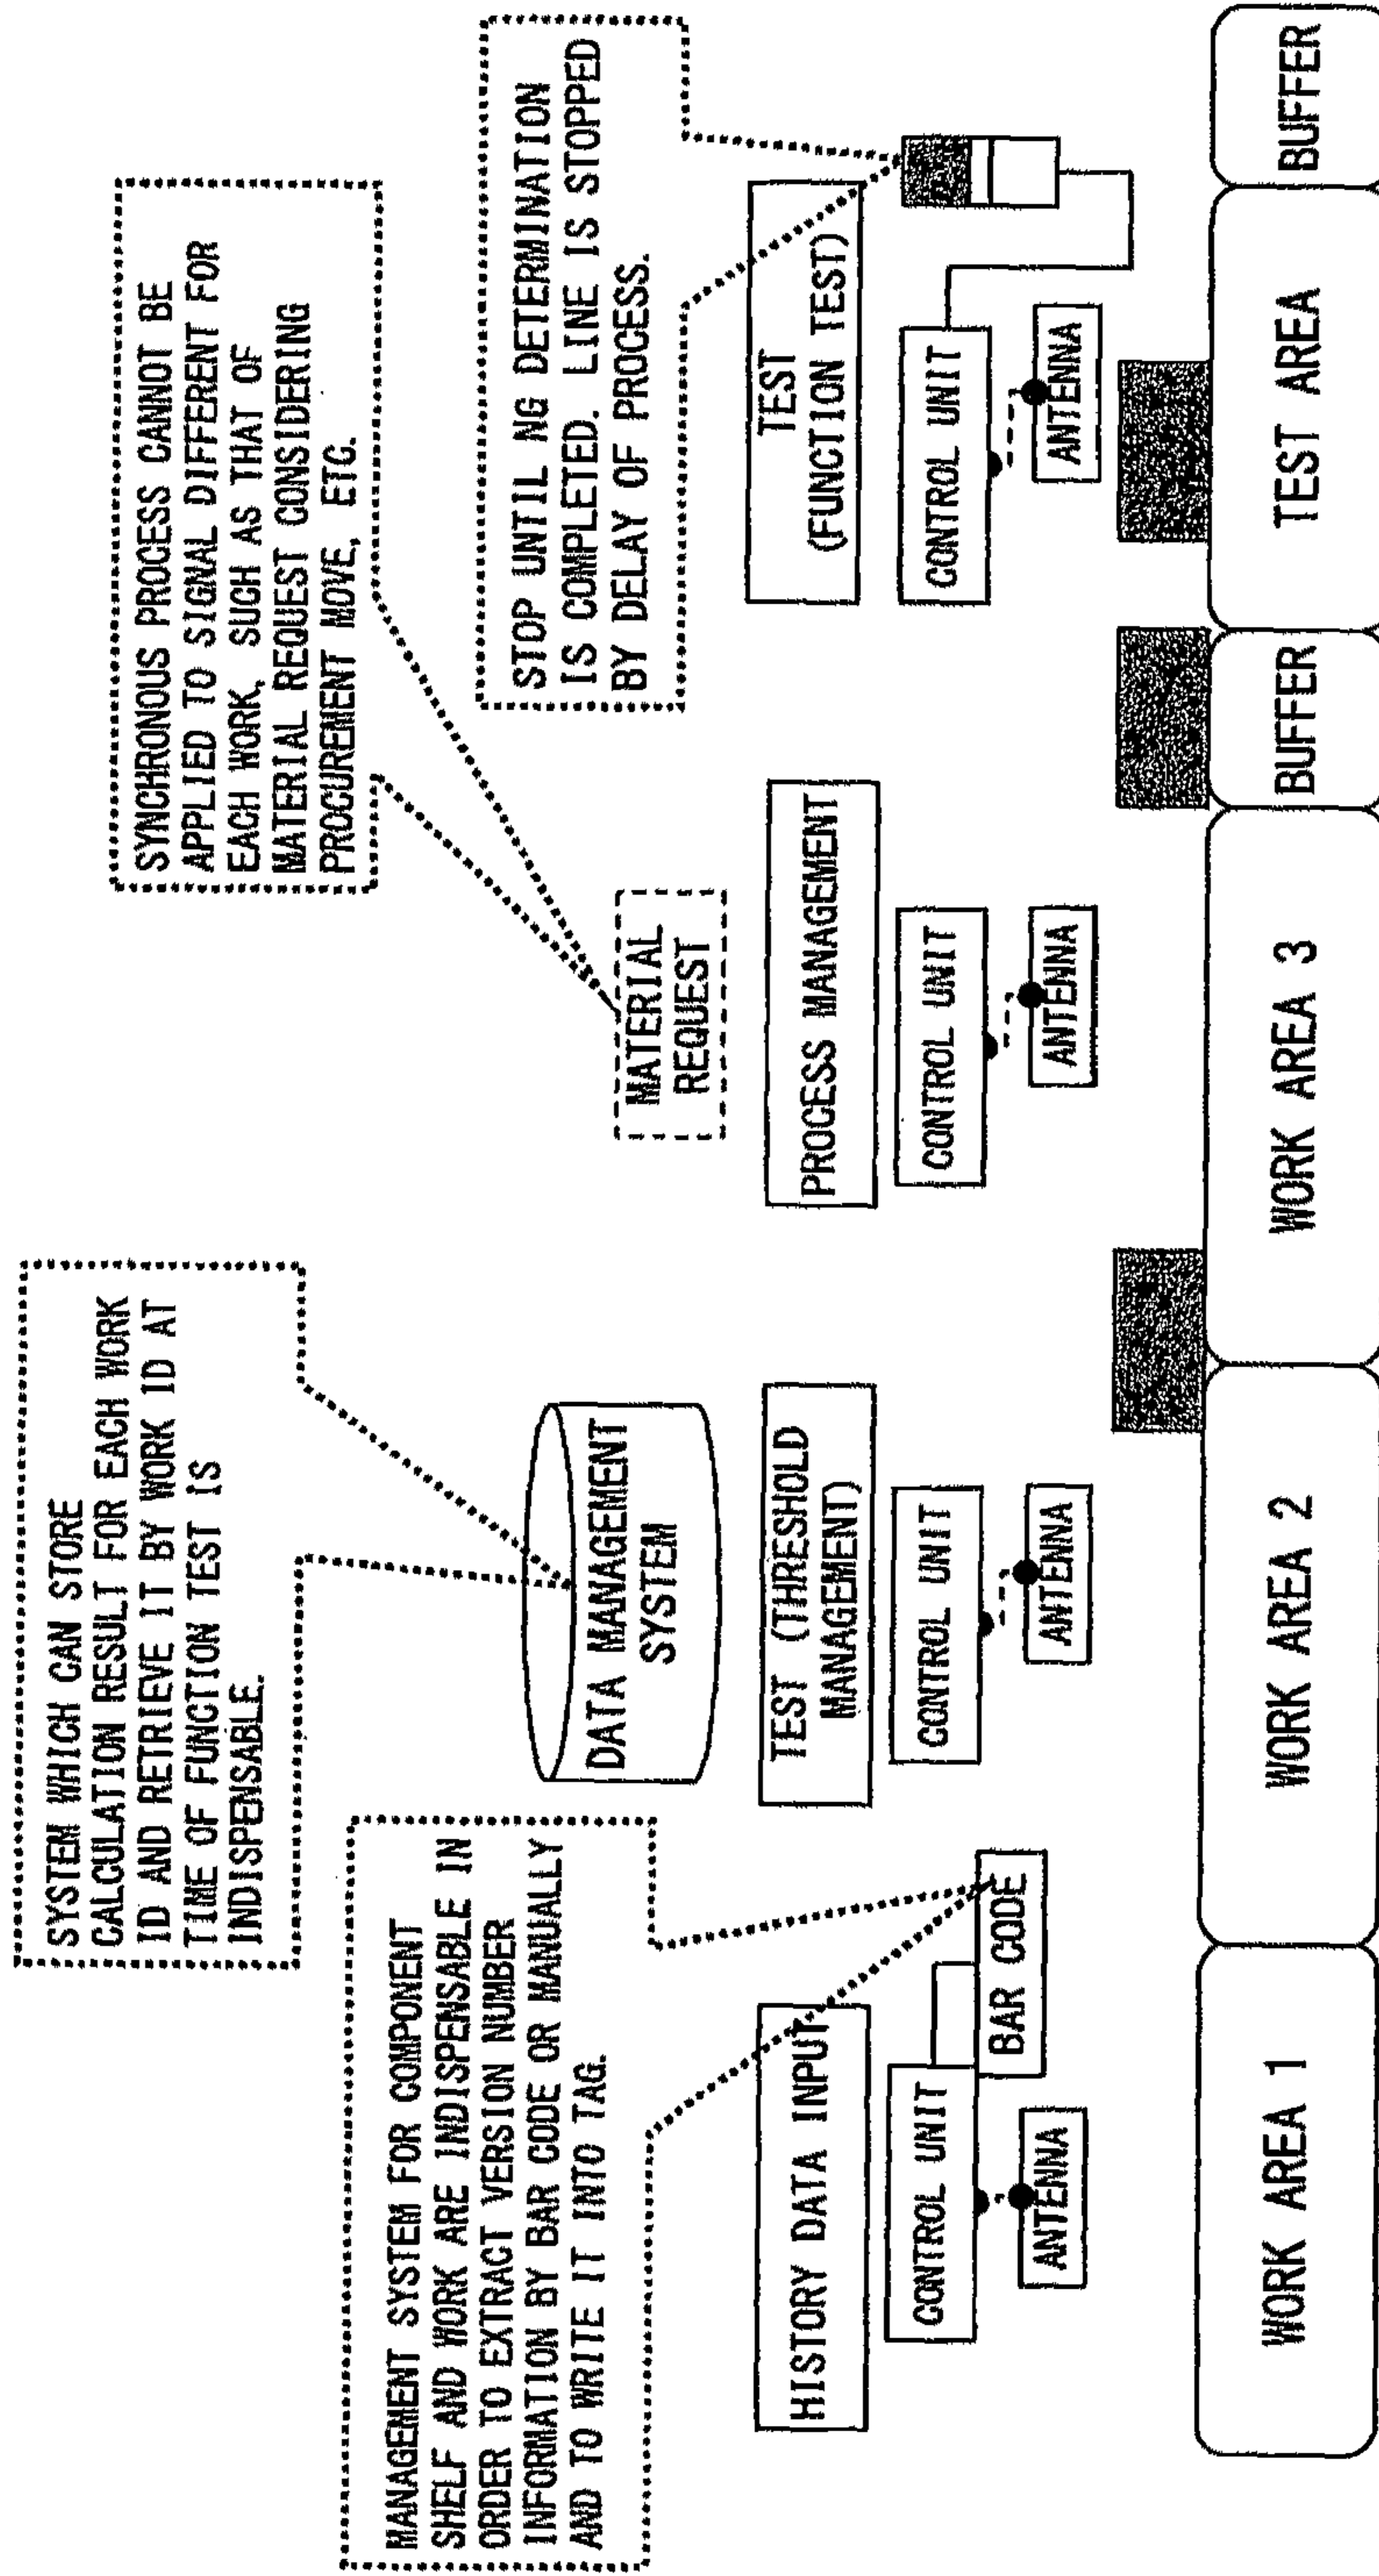 SYSTEM WHICH CAN STORE
CALCULATION RESULT FOR EACH WORK
ID AND RETRIEVE IT BY WORK ID AT
TIME OF FUNCTION TEST IS
INDISPENSABLE.
SYNCHRONOUS PROCESS CANNOT BE
APPLIED TO SIGNAL DIFFERENT FOR
EACH WORK, SUCH AS THAT OF
MATERIAL REQUEST CONSIDERING
PROCUREMENT MOVE, ETG.
MANAGEMENT SYSTEM FOR COMPONENT
SHELF AND WORK ARE INDISPENSABLE IN
ORDER TO EXTRACT VERSION NUMBER
INFORMATION BY BAR CODE OR MANUALLY
AND TO WRITE IT INTO TAG.
STOP UNTIL NG DETERMINATION
IS COMPLETED. LINE IS STOPPED
BY DELAY OF PROCESS.
DATA MANAGEMENT
SYSTEM
MATERIAL
REQUEST
HISTORY DATA INPUT
TEST (THRESHOLD
MANAGEMENT)
PROCESS MANAGEMENT
TEST
(FUNCTION TEST)
CONTROL UNIT
BAR CODE
ANTENNA
CONTROL UNIT
ANTENNA
CONTROL UNIT
ANTENNA
CONTROL UNIT
ANTENNA
WORK AREA 1
WORK AREA 2
WORK AREA 3
BUFFER
TEST AREA
BUFFER